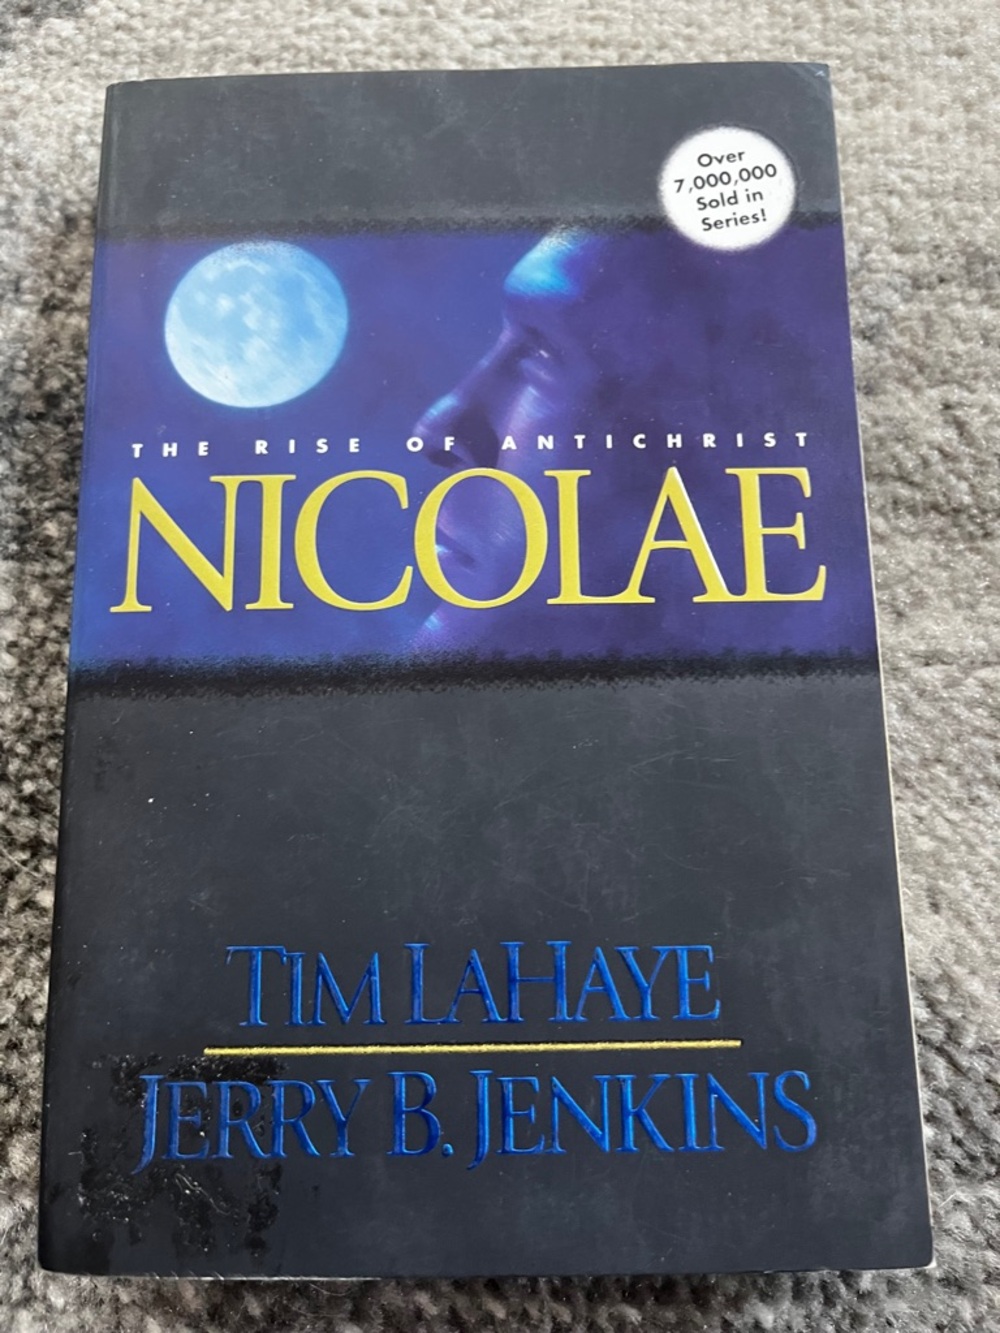 Over
7,000,000
Sold in
Series!
THE RISE OF ANTICHRIST
NICOLAE
TIM LAHAYE
JERRY B. JENKINS